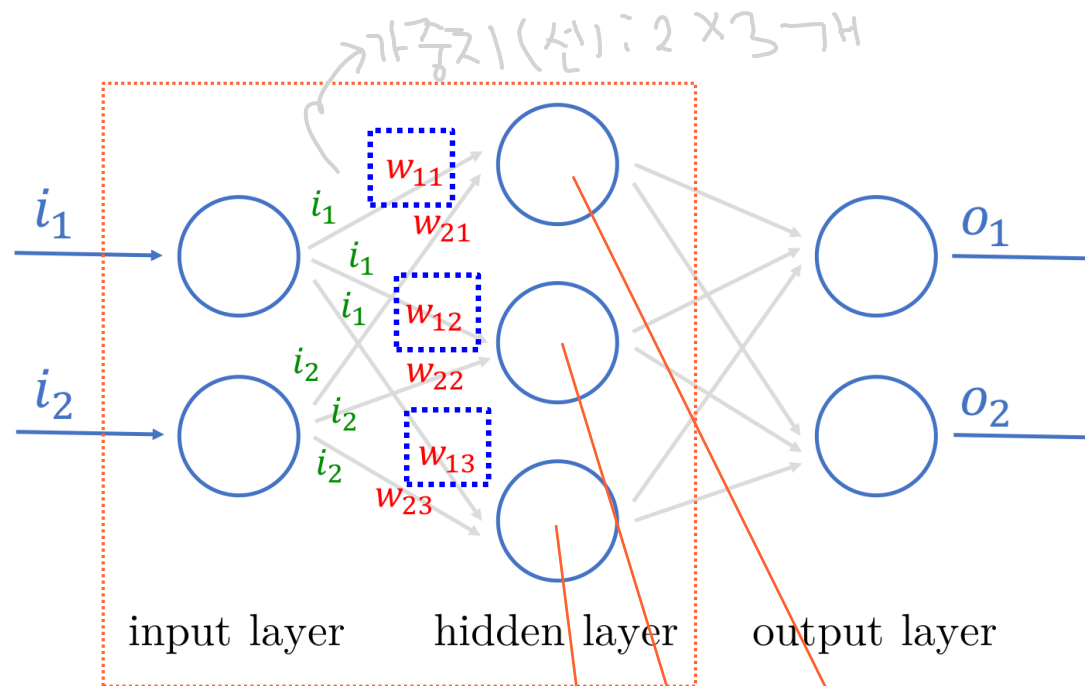 가중치(선) : 2 × 3개
w₁₁
i₁
w₂₁
i₁
o₁
i₁
i₁
w₁₂
i₂
w₂₂
i₂
o₂
i₂
i₂
w₁₃
w₂₃
input layer
hidden layer
output layer